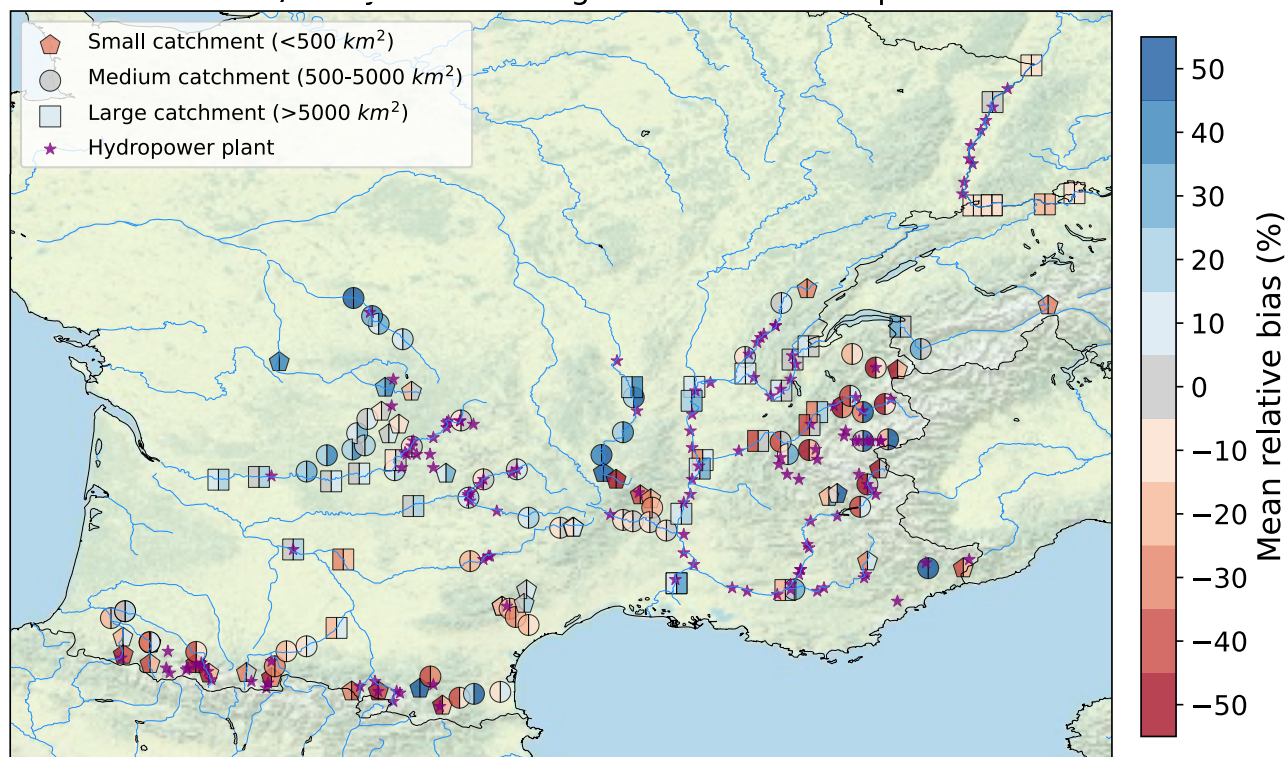 Small catchment (<500 km²)
Medium catchment (500-5000 km²)
Large catchment (>5000 km²)
Hydropower plant
50
40
30
20
10
0
−10
−20
−30
−40
−50
Mean relative bias (%)